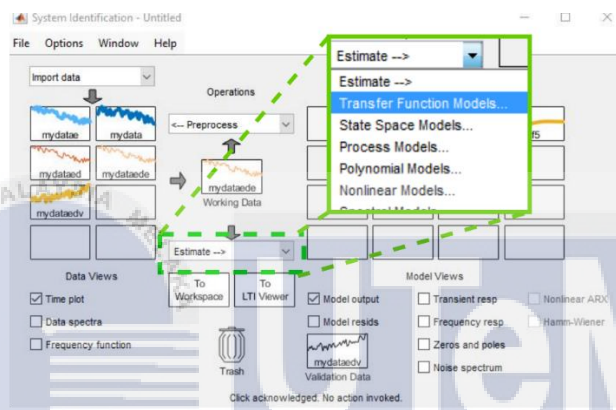 System Identification - Untitled
File Options Window Help
Import data
Operations
<-- Preprocess
mydatae
mydata
mydataed
mydataede
mydataedv
mydataede
Working Data
Estimate -->
Estimate -->
Estimate -->
Transfer Function Models...
State Space Models...
Process Models...
Polynomial Models...
Nonlinear Models...
tf5
Data Views
To
Workspace
To
LTI Viewer
Model Views
Time plot
Data spectra
Frequency function
Model output
Model resids
Transient resp
Frequency resp
Zeros and poles
Noise spectrum
Nonlinear ARX
Hamm-Wiener
Trash
mydataedv
Validation Data
Click acknowledged. No action invoked.
UTeM